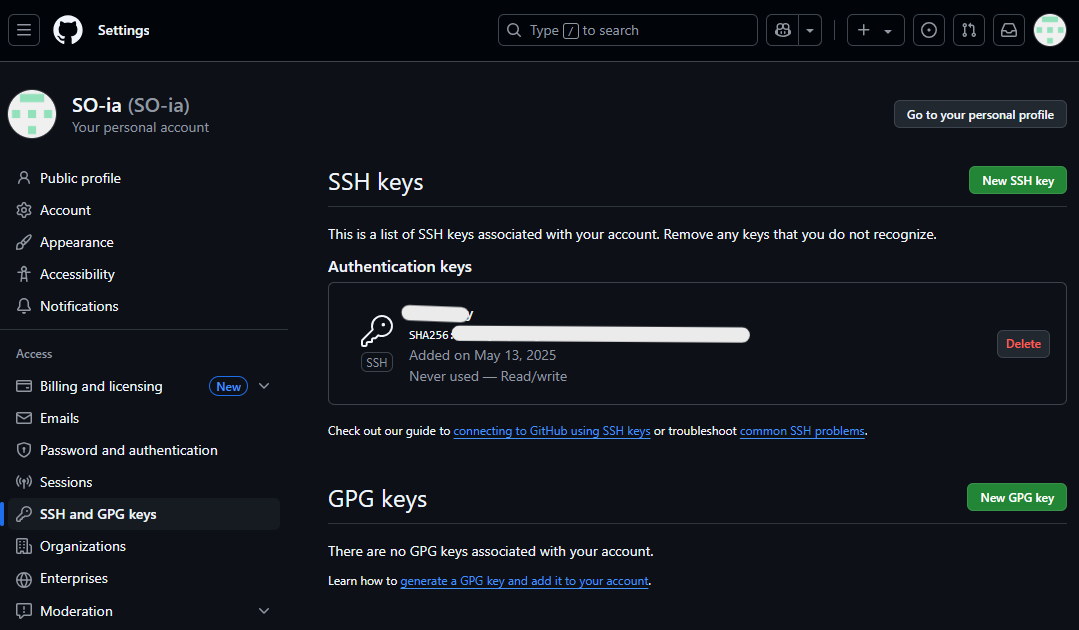 Settings
Type / to search
SO-ia (SO-ia)
Your personal account
Go to your personal profile
Public profile
Account
Appearance
Accessibility
Notifications
Access
Billing and licensing New
Emails
Password and authentication
Sessions
SSH and GPG keys
Organizations
Enterprises
Moderation
SSH keys
New SSH key
This is a list of SSH keys associated with your account. Remove any keys that you do not recognize.
Authentication keys
y
SHA256:
SSH
Added on May 13, 2025
Never used — Read/write
Delete
Check out our guide to connecting to GitHub using SSH keys or troubleshoot common SSH problems.
GPG keys
New GPG key
There are no GPG keys associated with your account.
Learn how to generate a GPG key and add it to your account.